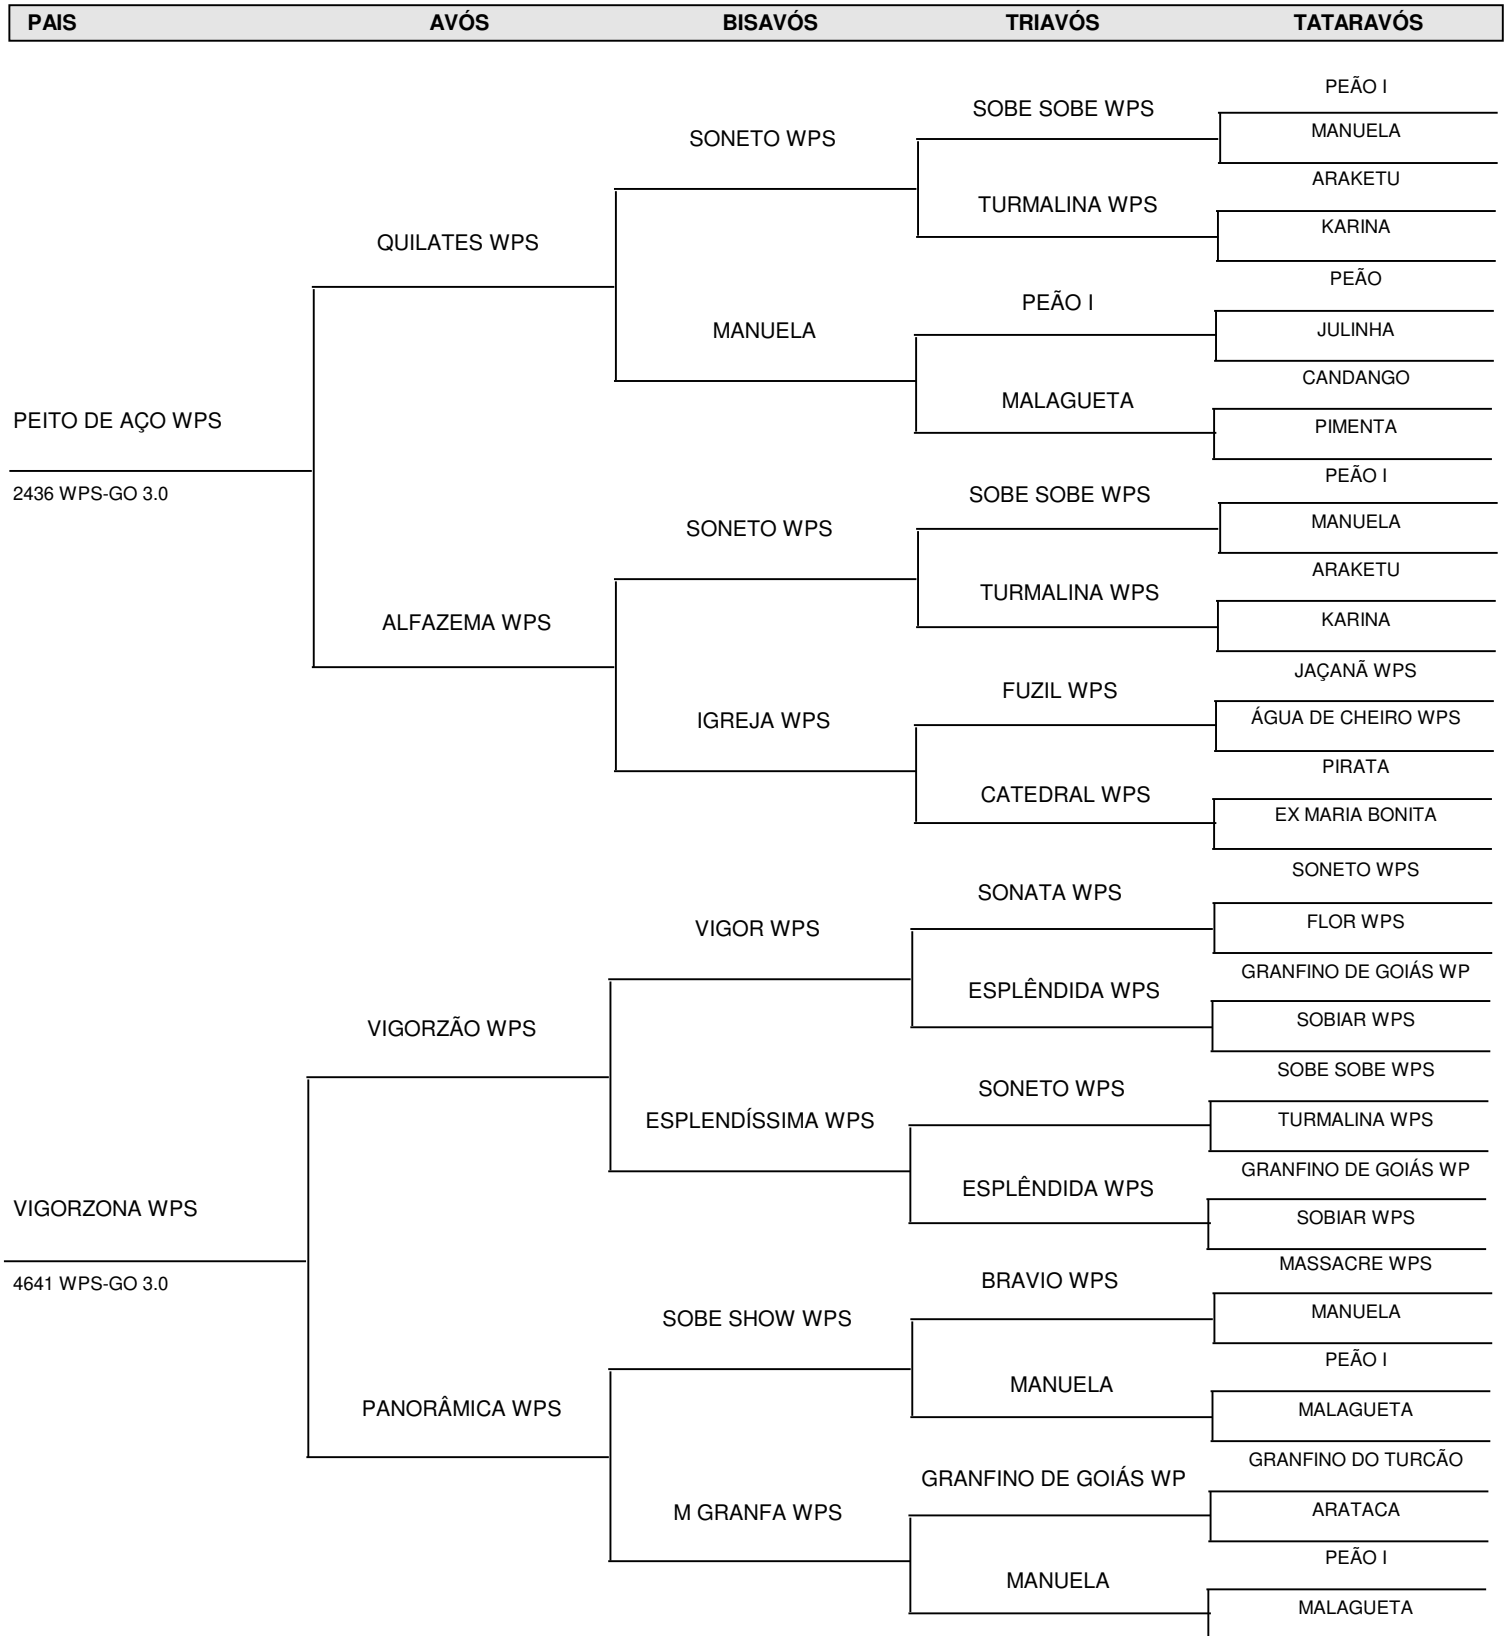 PAIS AVÓS BISAVÓS TRIAVÓS TATARAVÓS
PEÃO I
SOBE SOBE WPS
MANUELA
SONETO WPS
ARAKETU
TURMALINA WPS
KARINA
QUILATES WPS
PEÃO
PEÃO I
JULINHA
MANUELA
CANDANGO
MALAGUETA
PIMENTA
PEITO DE AÇO WPS
2436 WPS-GO 3.0
PEÃO I
SOBE SOBE WPS
MANUELA
SONETO WPS
ARAKETU
TURMALINA WPS
KARINA
ALFAZEMA WPS
JAÇANÃ WPS
FUZIL WPS
ÁGUA DE CHEIRO WPS
IGREJA WPS
PIRATA
CATEDRAL WPS
EX MARIA BONITA
SONETO WPS
SONATA WPS
FLOR WPS
VIGOR WPS
GRANFINO DE GOIÁS WP
ESPLÊNDIDA WPS
SOBIAR WPS
VIGORZÃO WPS
SOBE SOBE WPS
SONETO WPS
TURMALINA WPS
ESPLENDÍSSIMA WPS
GRANFINO DE GOIÁS WP
ESPLÊNDIDA WPS
SOBIAR WPS
VIGORZONA WPS
4641 WPS-GO 3.0
MASSACRE WPS
BRAVIO WPS
MANUELA
SOBE SHOW WPS
PEÃO I
MANUELA
MALAGUETA
PANORÂMICA WPS
GRANFINO DO TURCÃO
GRANFINO DE GOIÁS WP
ARATACA
M GRANFA WPS
PEÃO I
MANUELA
MALAGUETA